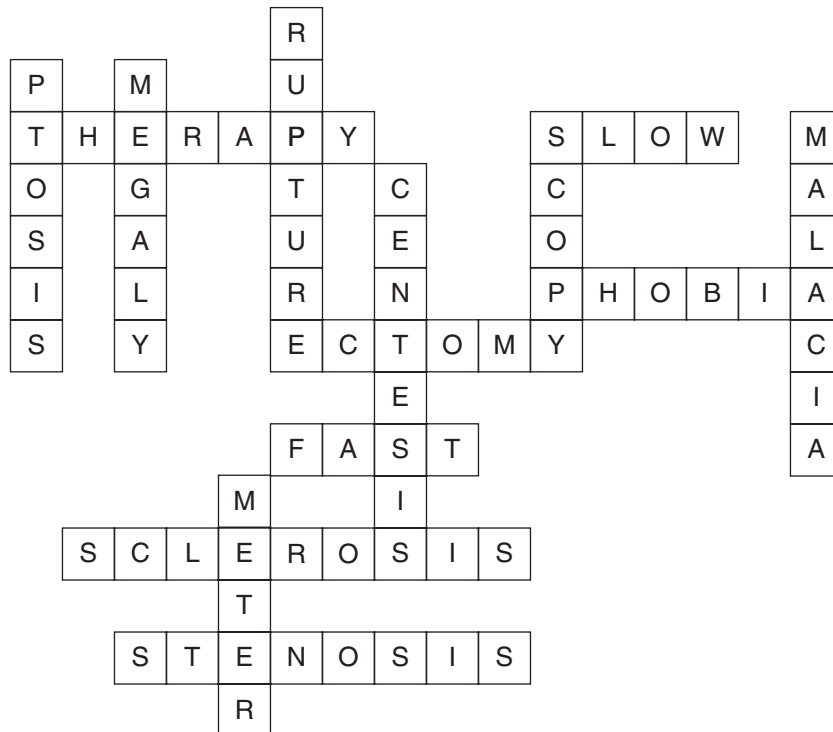 R
P M U
T H E R A P Y S L O W M
O G T C C A
S A U E O L
I L R N P H O B I A
S Y E C T O M Y C
E I
F A S T A
M I
S C L E R O S I S
T
S T E N O S I S
R